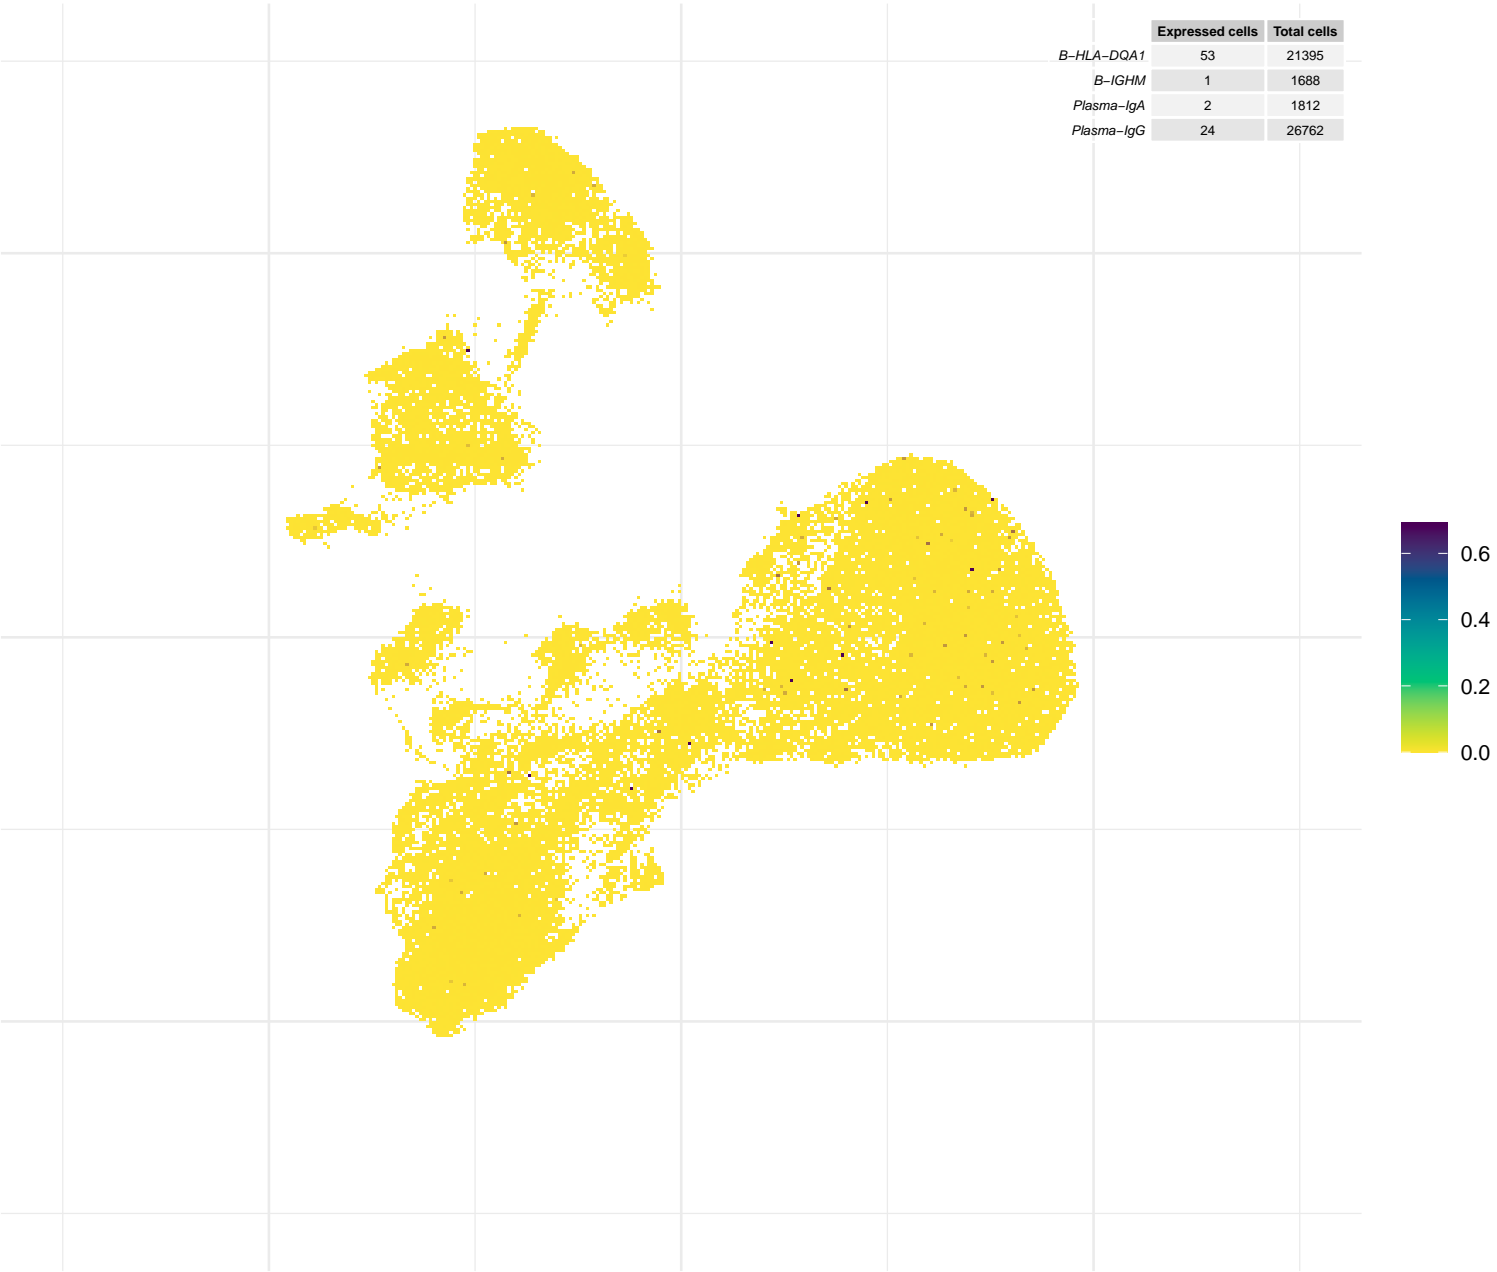 Expressed cells Total cells
B−HLA−DQA1 53 21395
B−IGHM 1 1688
Plasma−IgA 2 1812
Plasma−IgG 24 26762
0.6
0.4
0.2
0.0